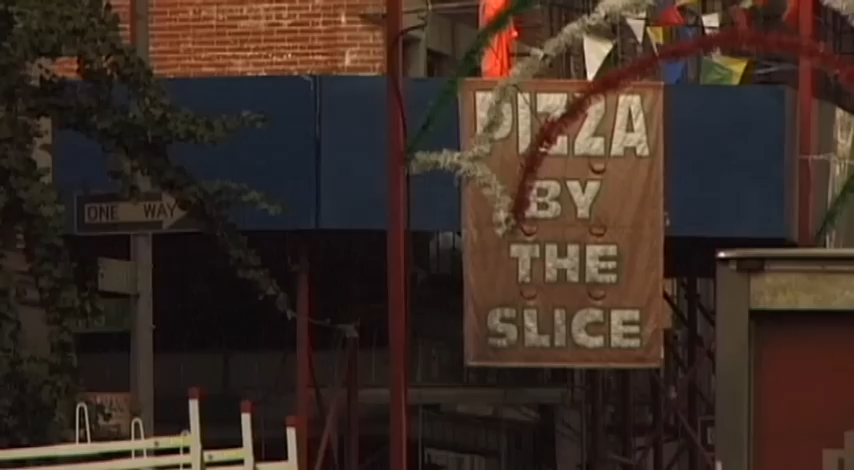 PIZZA
BY
THE
SLICE
ONE WAY